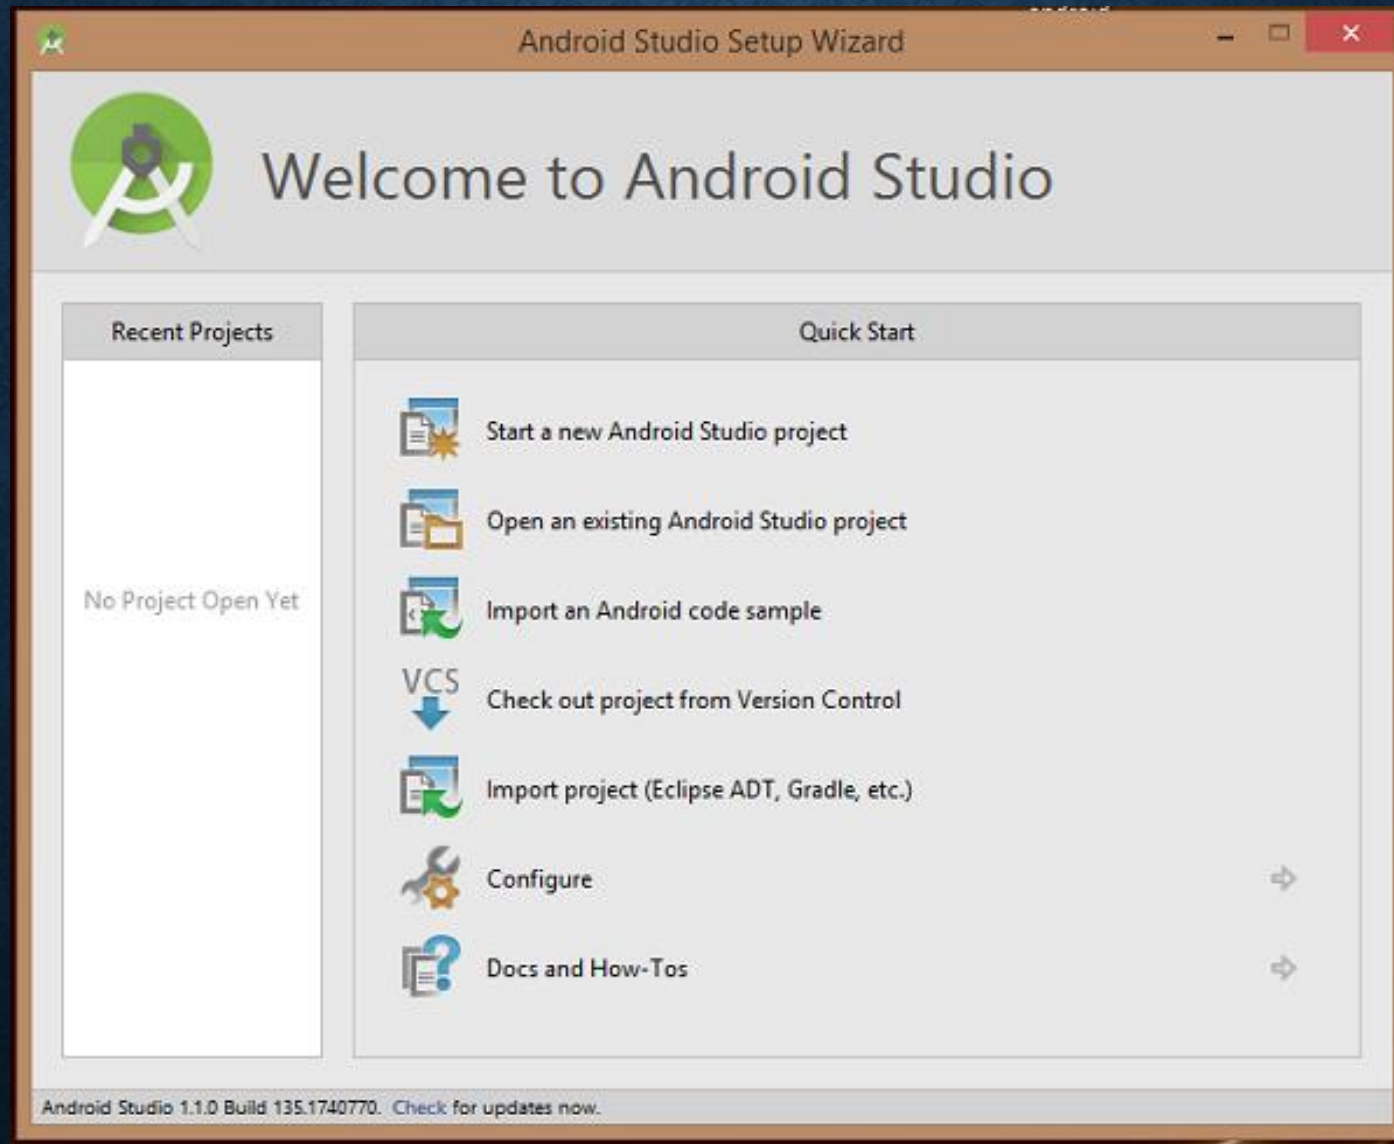 Android Studio Setup Wizard
Welcome to Android Studio
Recent Projects
No Project Open Yet
Quick Start
Start a new Android Studio project
Open an existing Android Studio project
Import an Android code sample
VCS
Check out project from Version Control
Import project (Eclipse ADT, Gradle, etc.)
Configure
Docs and How-Tos
Android Studio 1.1.0 Build 135.1740770. Check for updates now.